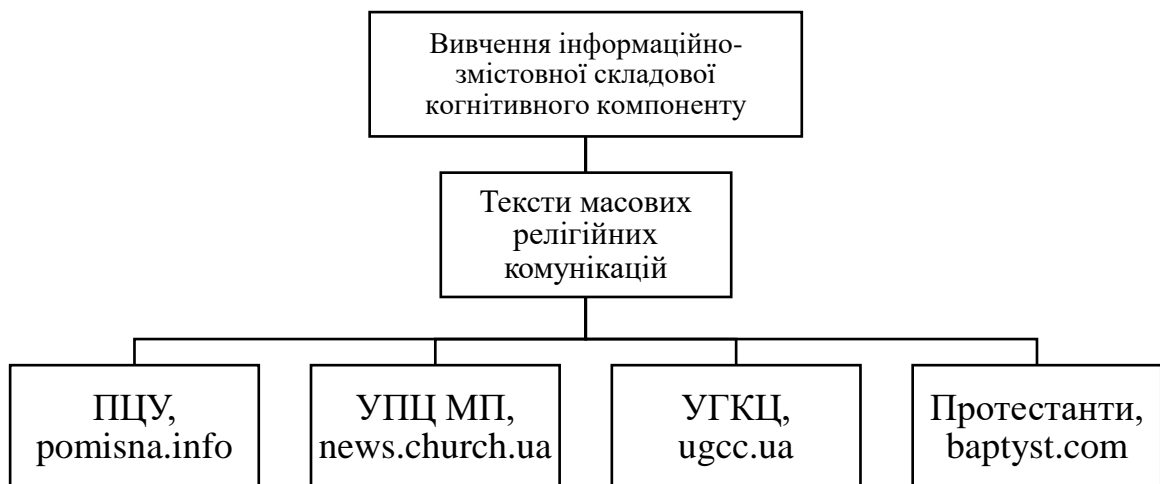 Вивчення інформаційно-
змістовної складової
когнітивного компоненту
Тексти масових
релігійних
комунікацій
ПЦУ,
pomisna.info
УПЦ МП,
news.church.ua
УГКЦ,
ugcc.ua
Протестанти,
baptyst.com